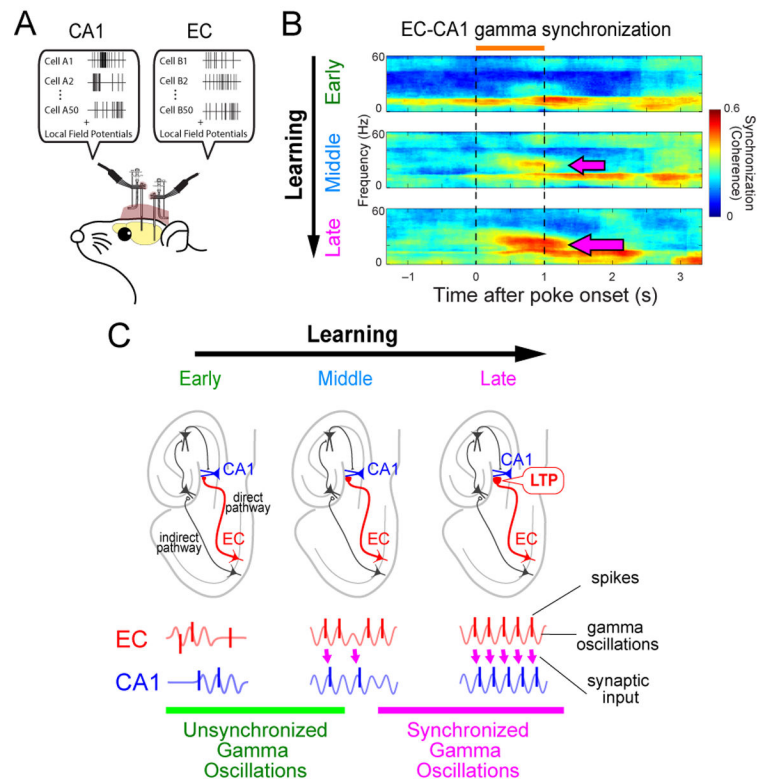 A
CA1
EC
Cell A1
Cell A2
⋮
Cell A50
+
Local Field Potentials
Cell B1
Cell B2
⋮
Cell B50
+
Local Field Potentials
B
EC-CA1 gamma synchronization
Learning
Early
Middle
Late
Frequency (Hz)
60
0
60
0
60
0
–1
0
1
2
3
Time after poke onset (s)
0.6
0
Synchronization
(Coherence)
C
Learning
Early
Middle
Late
CA1
direct
pathway
indirect
pathway
EC
CA1
EC
CA1
LTP
EC
EC
CA1
spikes
gamma
oscillations
synaptic
input
Unsynchronized
Gamma
Oscillations
Synchronized
Gamma
Oscillations